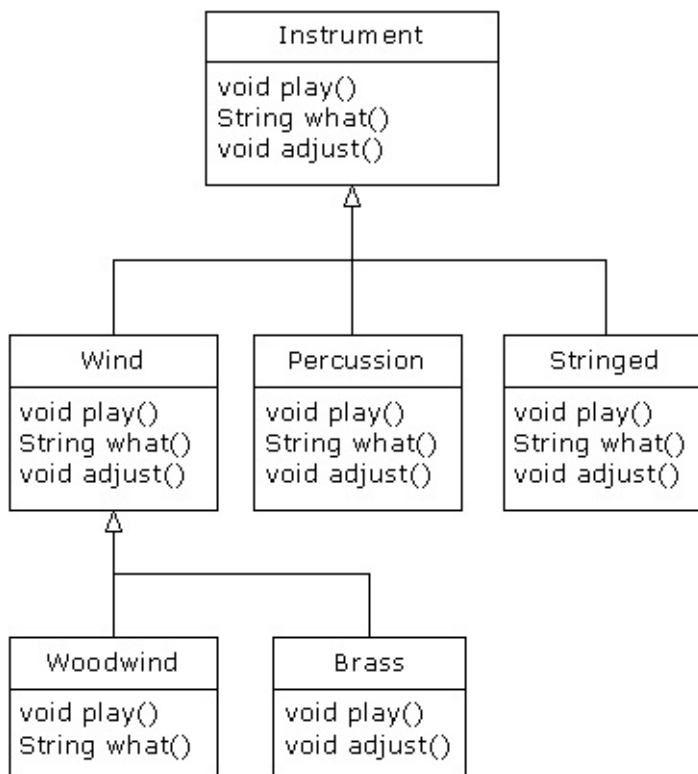 Instrument
void play()
String what()
void adjust()
Wind
void play()
String what()
void adjust()
Percussion
void play()
String what()
void adjust()
Stringed
void play()
String what()
void adjust()
Woodwind
void play()
String what()
Brass
void play()
void adjust()